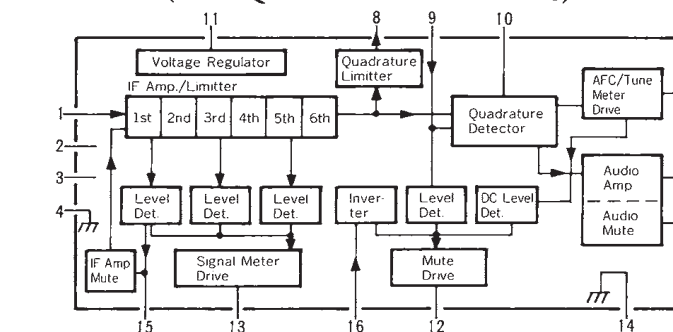 11
8
9
10
Voltage Regulator
Quadrature
Limitter
AFC/Tune
Meter
Drive
IF Amp./Limitter
1
1st 2nd 3rd 4th 5th 6th
Quadrature
Detector
2
3
4
Audio
Amp
Audio
Mute
Level
Det.
Level
Det.
Level
Det.
Inver-
ter
Level
Det.
DC Level
Det.
IF Amp
Mute
Signal Meter
Drive
Mute
Drive
15
13
16
12
14